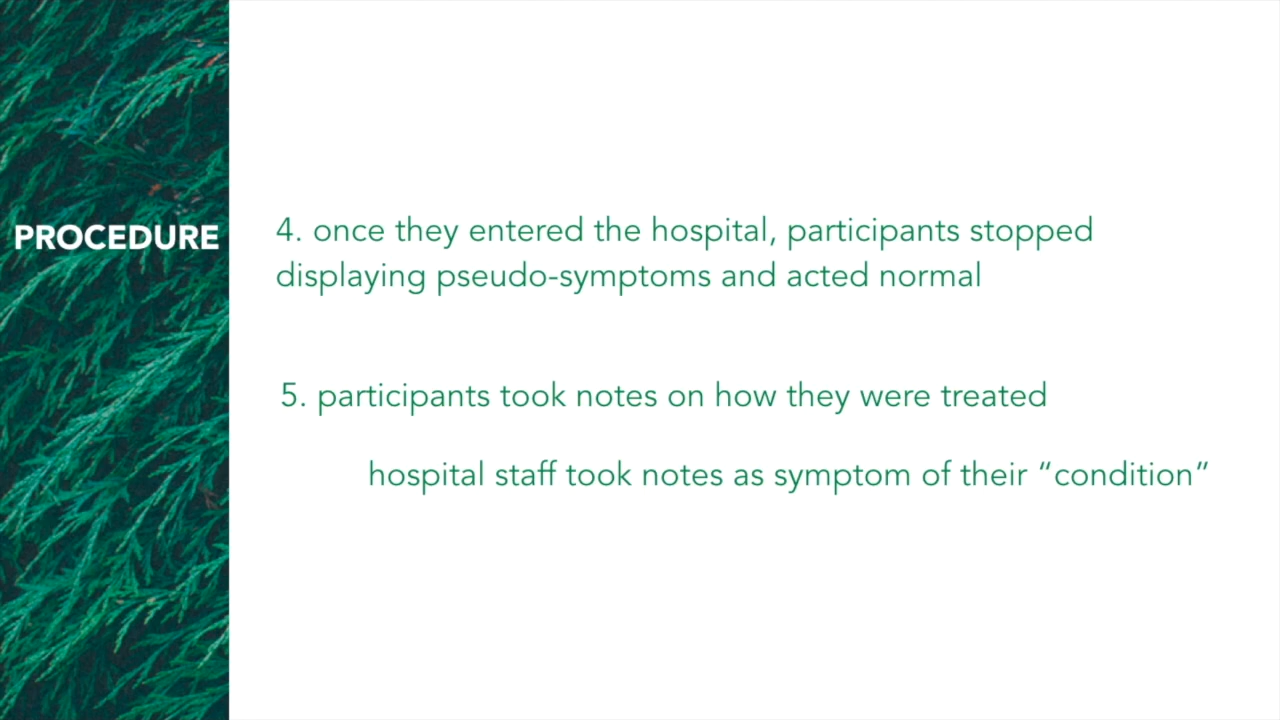 PROCEDURE
4. once they entered the hospital, participants stopped
displaying pseudo-symptoms and acted normal
5. participants took notes on how they were treated
hospital staff took notes as symptom of their “condition”